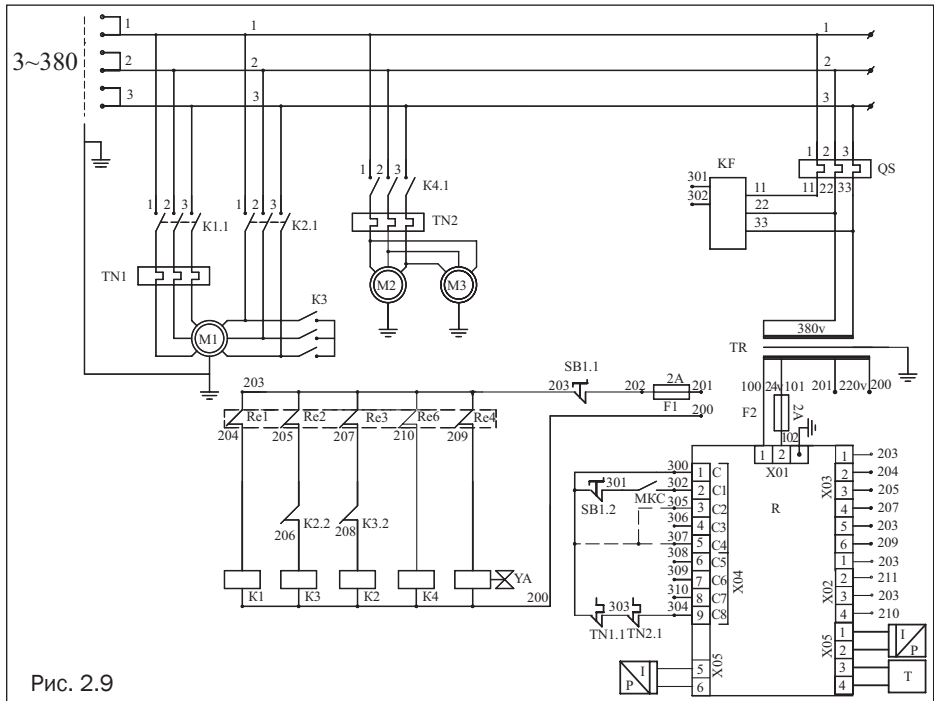 3~380
1 1 1
2 2 2
3 3 3
1 2 3 QS
KF
301 302
11 22 33
11 22 33
1 2 3 K4.1
TN2
M2 M3
1 2 3 K1.1
1 2 3 K2.1
TN1
M1
K3
380v
TR
100 24v 101 201 220v 200
F2 2A
102
203 203 SB1.1 202 2A 201
F1
200
Re1 Re2 Re3 Re6 Re4
204 205 207 210 209
K2.2 K3.2
206 208
YA
K1 K3 K2 K4 200
1 2
X01
R
300 1 C
301 302 2 C1
SB1.2 МКС
305 3 C2
306 4 C3
307 5 C4
308 6 C5
309 7 C6
310 8 C7
303 304 9 C8
TN1.1 TN2.1
X04
X03
1 203
2 204
3 205
4 207
5 203
6 209
X02
1 203
2 211
3 203
4 210
X05
1
2
3
4
I P
T
X05
5
6
I P
Рис. 2.9